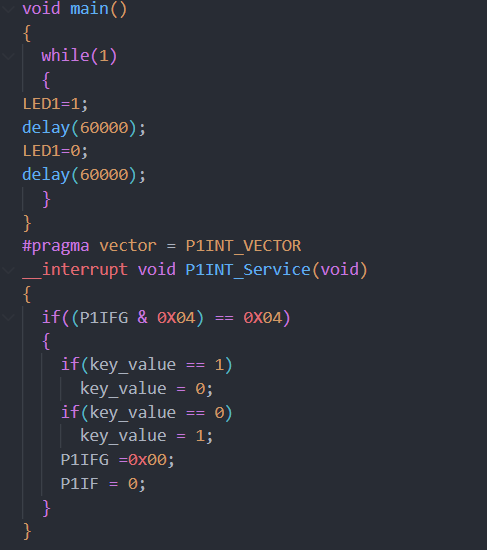 void main()
{
while(1)
{
LED1=1;
delay(60000);
LED1=0;
delay(60000);
}
}
#pragma vector = P1INT_VECTOR
__interrupt void P1INT_Service(void)
{
if((P1IFG & 0X04) == 0X04)
{
if(key_value == 1)
key_value = 0;
if(key_value == 0)
key_value = 1;
P1IFG =0x00;
P1IF = 0;
}
}